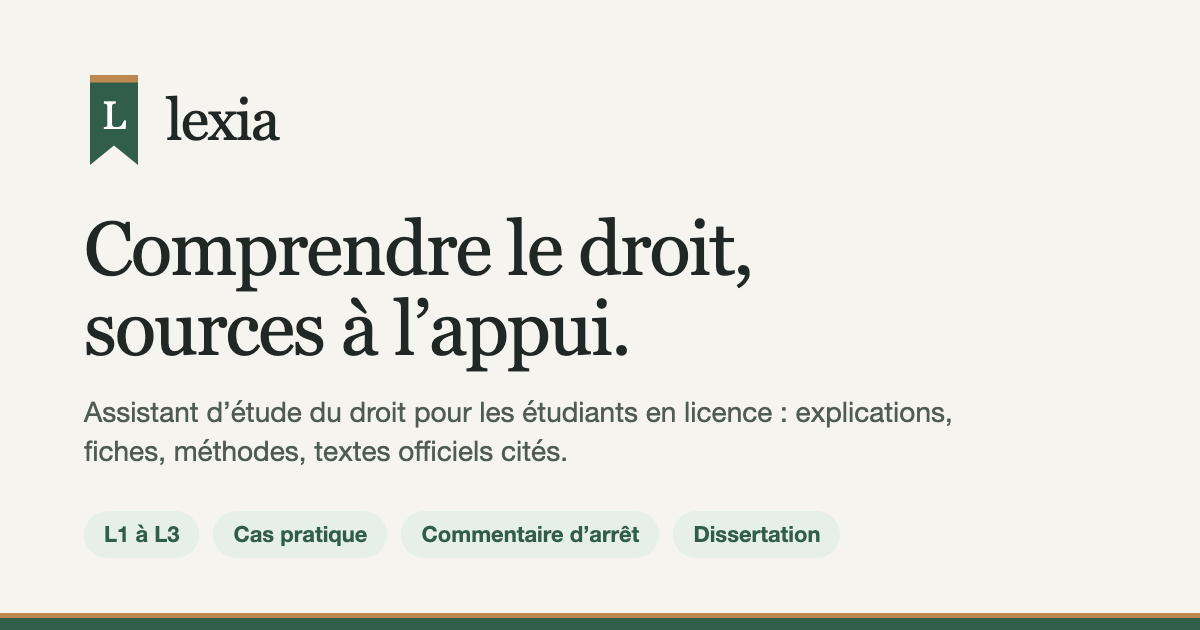 L
lexia
Comprendre le droit,
sources à l’appui.
Assistant d’étude du droit pour les étudiants en licence : explications,
fiches, méthodes, textes officiels cités.
L1 à L3
Cas pratique
Commentaire d’arrêt
Dissertation